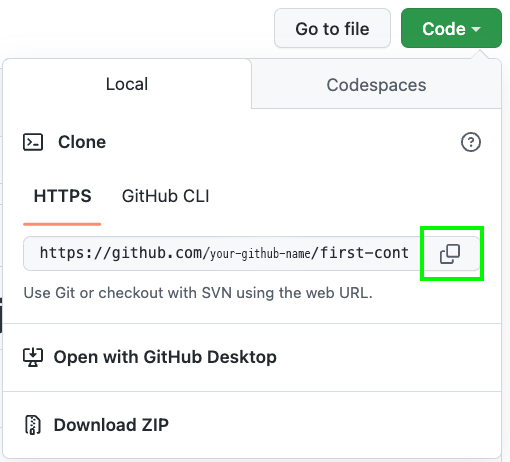 Go to file Code
Local Codespaces
Clone
HTTPS GitHub CLI
https://github.com/your-github-name/first-cont
Use Git or checkout with SVN using the web URL.
Open with GitHub Desktop
Download ZIP